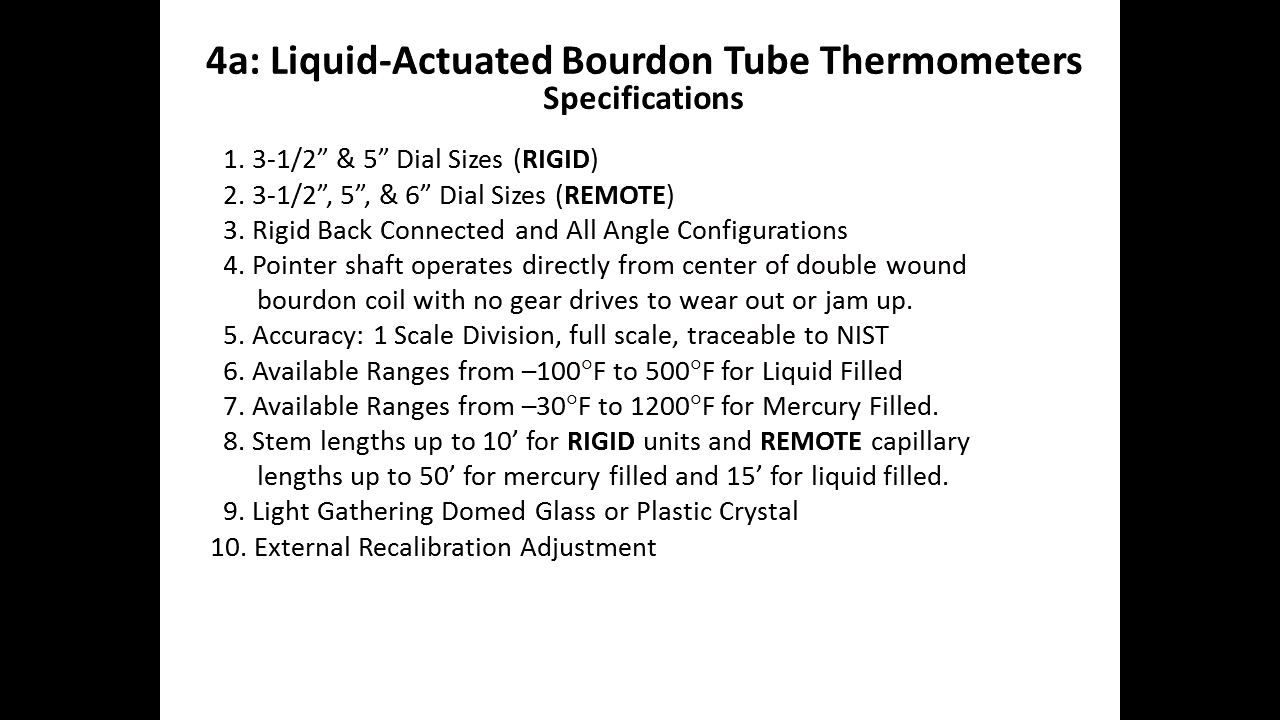 4a: Liquid-Actuated Bourdon Tube Thermometers
Specifications
1. 3-1/2” & 5” Dial Sizes (RIGID)
2. 3-1/2”, 5”, & 6” Dial Sizes (REMOTE)
3. Rigid Back Connected and All Angle Configurations
4. Pointer shaft operates directly from center of double wound
bourdon coil with no gear drives to wear out or jam up.
5. Accuracy: 1 Scale Division, full scale, traceable to NIST
6. Available Ranges from –100°F to 500°F for Liquid Filled
7. Available Ranges from –30°F to 1200°F for Mercury Filled.
8. Stem lengths up to 10’ for RIGID units and REMOTE capillary
lengths up to 50’ for mercury filled and 15’ for liquid filled.
9. Light Gathering Domed Glass or Plastic Crystal
10. External Recalibration Adjustment